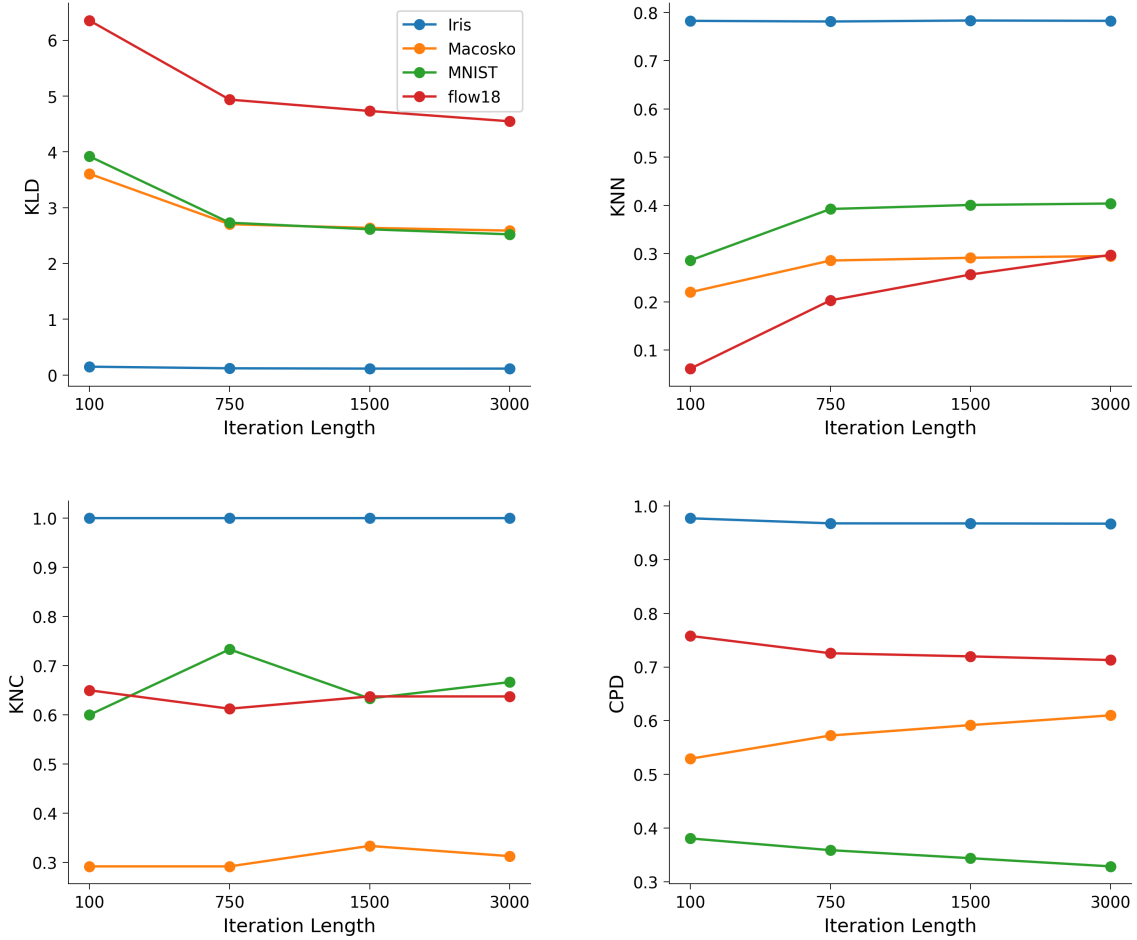 KLD
6
5
4
3
2
1
0
100 750 1500 3000
Iteration Length
Iris
Macosko
MNIST
flow18
KNN
0.8
0.7
0.6
0.5
0.4
0.3
0.2
0.1
100 750 1500 3000
Iteration Length
KNC
1.0
0.9
0.8
0.7
0.6
0.5
0.4
0.3
100 750 1500 3000
Iteration Length
CPD
1.0
0.9
0.8
0.7
0.6
0.5
0.4
0.3
100 750 1500 3000
Iteration Length